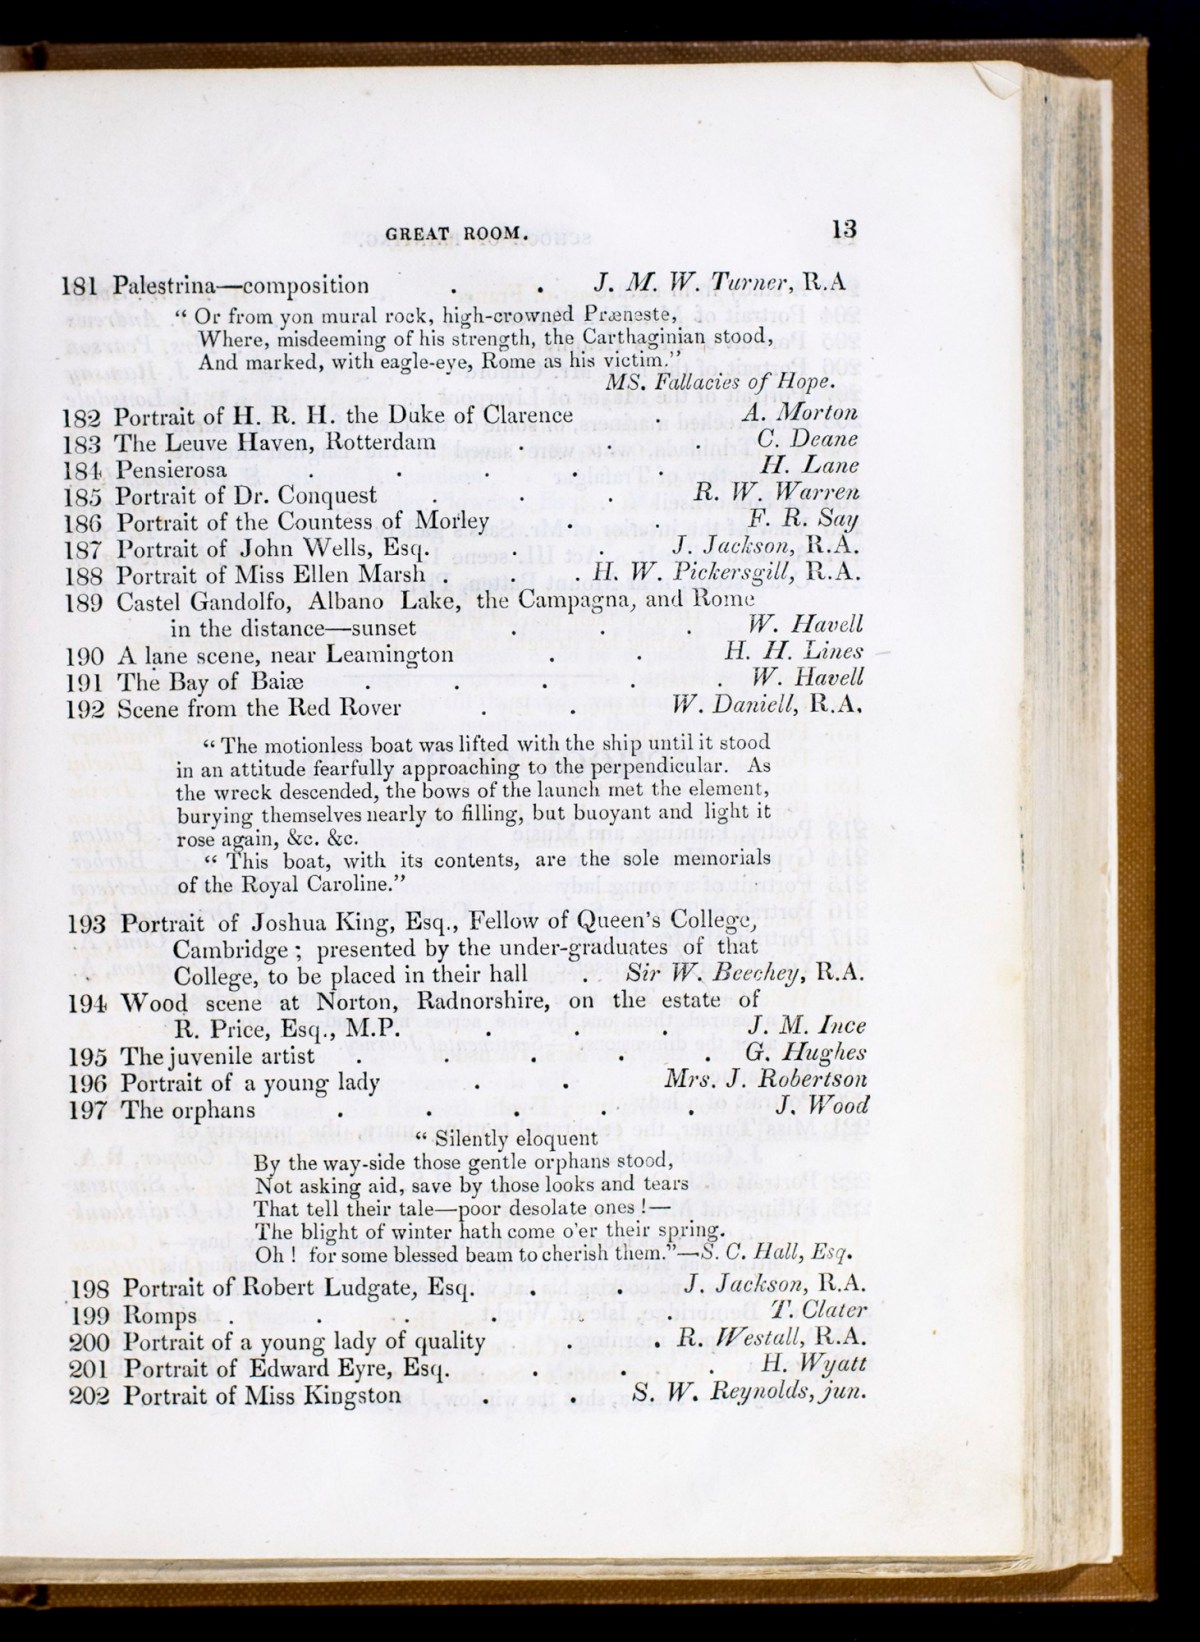 GREAT ROOM. 13
181 Palestrina—composition . . J. M. W. Turner, R.A
“ Or from yon mural rock, high-crowned Præneste,
Where, misdeeming of his strength, the Carthaginian stood,
And marked, with eagle-eye, Rome as his victim.”
MS. Fallacies of Hope.
182 Portrait of H. R. H. the Duke of Clarence . A. Morton
183 The Leuve Haven, Rotterdam . . . C. Deane
184 Pensierosa . . . . H. Lane
185 Portrait of Dr. Conquest . . R. W. Warren
186 Portrait of the Countess of Morley . F. R. Say
187 Portrait of John Wells, Esq. . . J. Jackson, R.A.
188 Portrait of Miss Ellen Marsh . . . H. W Pickersgill, R.A.
189 Castel Gandolfo, Albano Lake, the Campagna, and Rome
in the distance—sunset . . . W. Havell
190 A lane scene, near Leamington . . H. H. Lines
191 The Bay of Baiæ . . . . . W. Havell
192 Scene from the Red Rover . . W. Daniell, R.A.
“ The motionless boat was lifted with the ship until it stood
in an attitude fearfully approaching to the perpendicular. As
the wreck descended, the bows of the launch met the element,
burying themselves nearly to filling; but buoyant and light it
rose again, &c. &c.
“ This boat, with its contents, are the sole memorials
of the Royal Caroline.”
193 Portrait of Joshua King, Esq., Fellow of Queen’s College,
Cambridge ; presented by the under-graduates of that
College, to be placed in their hall . . Sir W. Beechey, R.A.
194 Wood scene at Norton, Radnorshire, on the estate of
R. Price, Esq., M.P. . . . J. M. Ince
195 The juvenile artist . . . . . G. Hughes
196 Portrait of a young lady . . Mrs. J. Robertson
197 The orphans . . . . . J. Wood
“ Silently eloquent
By the way-side those gentle orphans stood,
Not asking aid, save by those looks and tears
That tell their tale—poor desolate ones !—
The blight of winter hath come o’er their spring.
Oh ! for some blessed beam to cherish them.”—S. C. Hall, Esq.
198 Portrait of Robert Ludgate, Esq. . . J. Jackson, R.A.
199 Romps . . . . . . T. Clater
200 Portrait of a young lady of quality . . R. Westall, R.A.
201 Portrait of Edward Eyre, Esq. . . . H. Wyatt
202 Portrait of Miss Kingston . . S. W. Reynolds, jun.